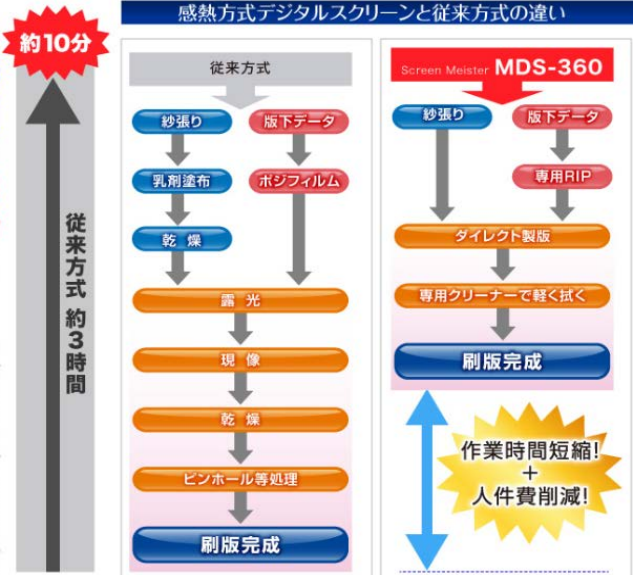 感熱方式デジタルスクリーンと従来方式の違い
約10分
従来方式 約3時間
従来方式
紗張り
版下データ
乳剤塗布
ポジフィルム
乾 燥
露 光
現 像
乾 燥
ピンホール等処理
刷版完成
Screen Meister MDS-360
紗張り
版下データ
専用RIP
ダイレクト製版
専用クリーナーで軽く拭く
刷版完成
作業時間短縮!
+
人件費削減!